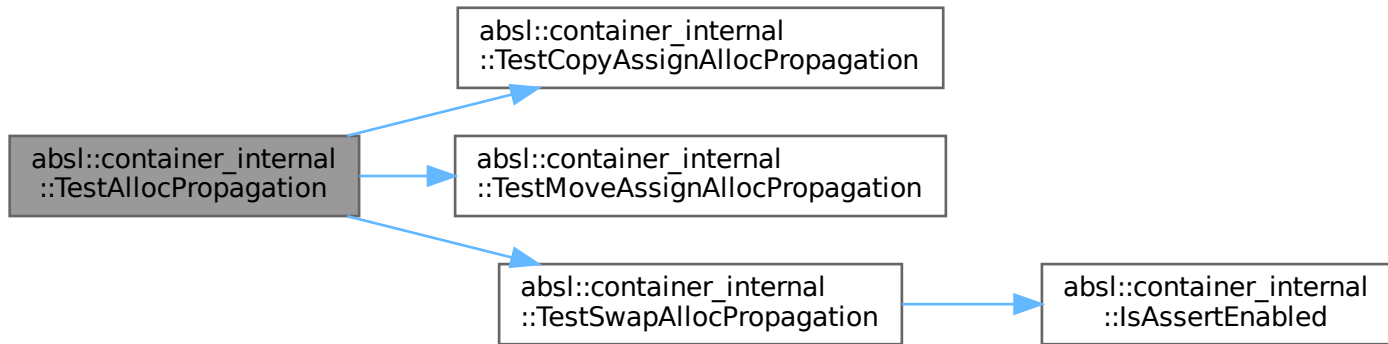 absl::container_internal
::TestCopyAssignAllocPropagation
absl::container_internal
::TestAllocPropagation
absl::container_internal
::TestMoveAssignAllocPropagation
absl::container_internal
::TestSwapAllocPropagation
absl::container_internal
::IsAssertEnabled